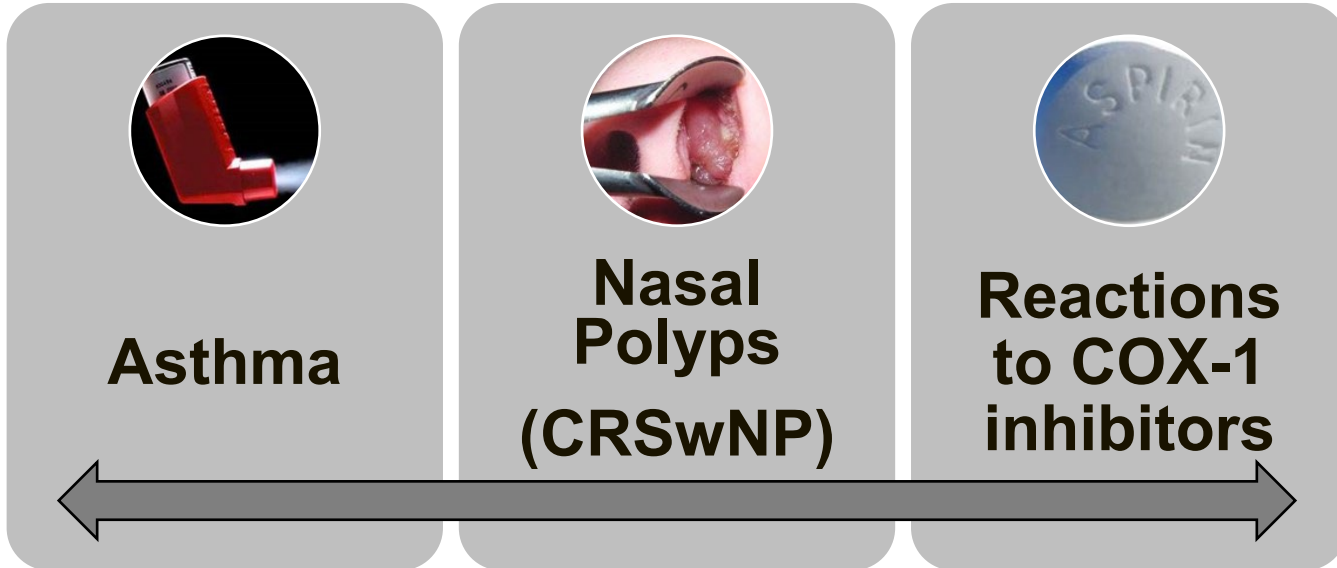 Asthma
Nasal
Polyps
(CRSwNP)
ASPIRIN
Reactions
to COX-1
inhibitors